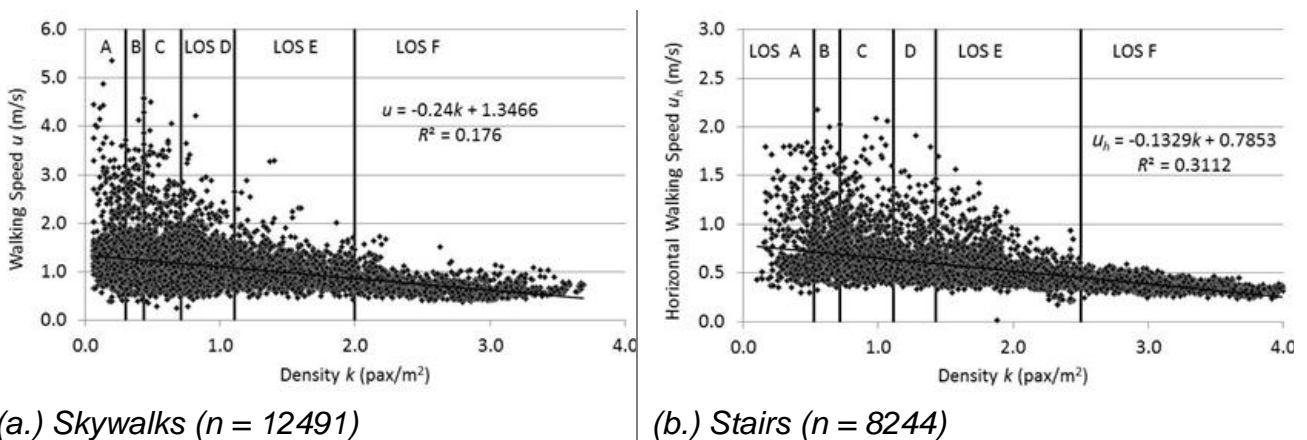 6.0
5.0
4.0
3.0
2.0
1.0
0.0
Walking Speed u (m/s)
A B C LOS D LOS E LOS F
u = -0.24k + 1.3466
R² = 0.176
0.0 1.0 2.0 3.0 4.0
Density k (pax/m²)
(a.) Skywalks (n = 12491)
3.0
2.5
2.0
1.5
1.0
0.5
0.0
Horizontal Walking Speed uₕ (m/s)
LOS A B C D LOS E LOS F
uₕ = -0.1329k + 0.7853
R² = 0.3112
0.0 1.0 2.0 3.0 4.0
Density k (pax/m²)
(b.) Stairs (n = 8244)